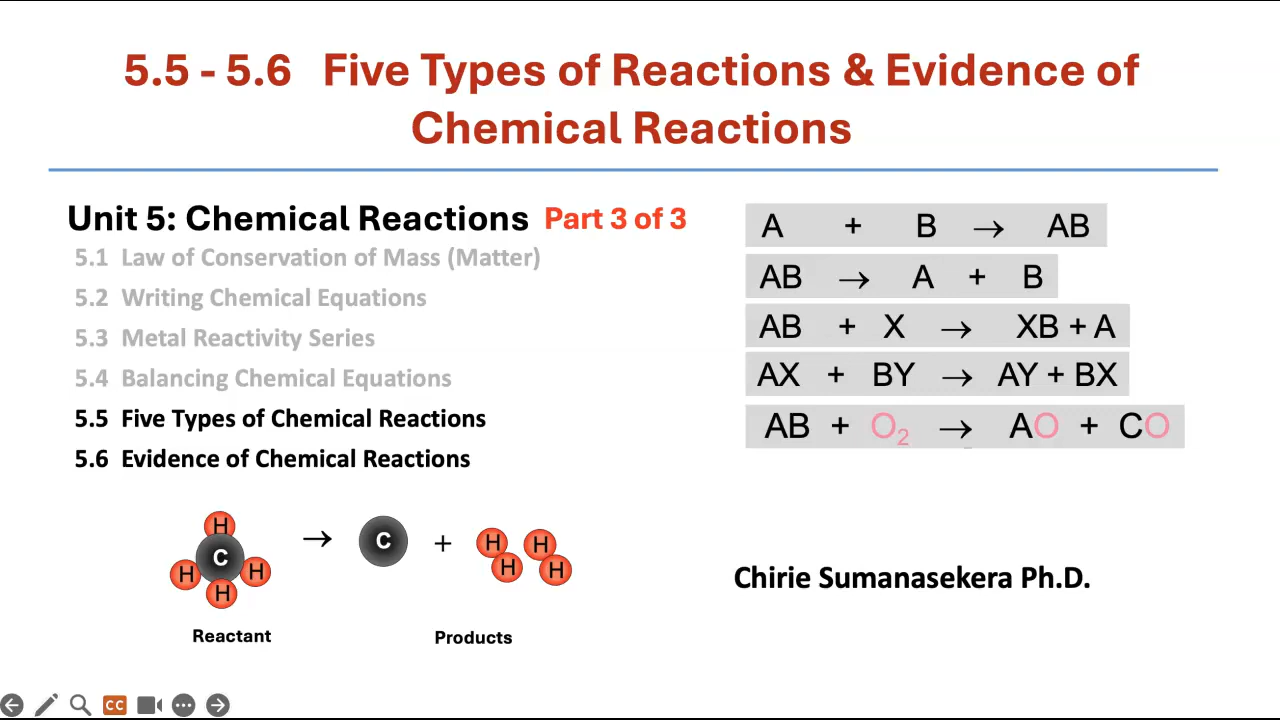 5.5 - 5.6 Five Types of Reactions & Evidence of
Chemical Reactions
Unit 5: Chemical Reactions Part 3 of 3
5.1 Law of Conservation of Mass (Matter)
5.2 Writing Chemical Equations
5.3 Metal Reactivity Series
5.4 Balancing Chemical Equations
5.5 Five Types of Chemical Reactions
5.6 Evidence of Chemical Reactions
A + B → AB
AB → A + B
AB + X → XB + A
AX + BY → AY + BX
AB + O₂ → AO + CO
H
C
H H
H
→
C
+
H H
H H
Reactant
Products
Chirie Sumanasekera Ph.D.
CC